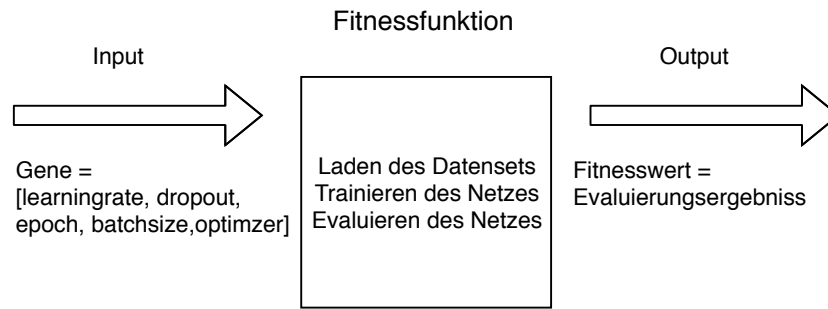 Fitnessfunktion
Input
Gene =
[learningrate, dropout,
epoch, batchsize,optimzer]
Laden des Datensets
Trainieren des Netzes
Evaluieren des Netzes
Output
Fitnesswert =
Evaluierungsergebniss